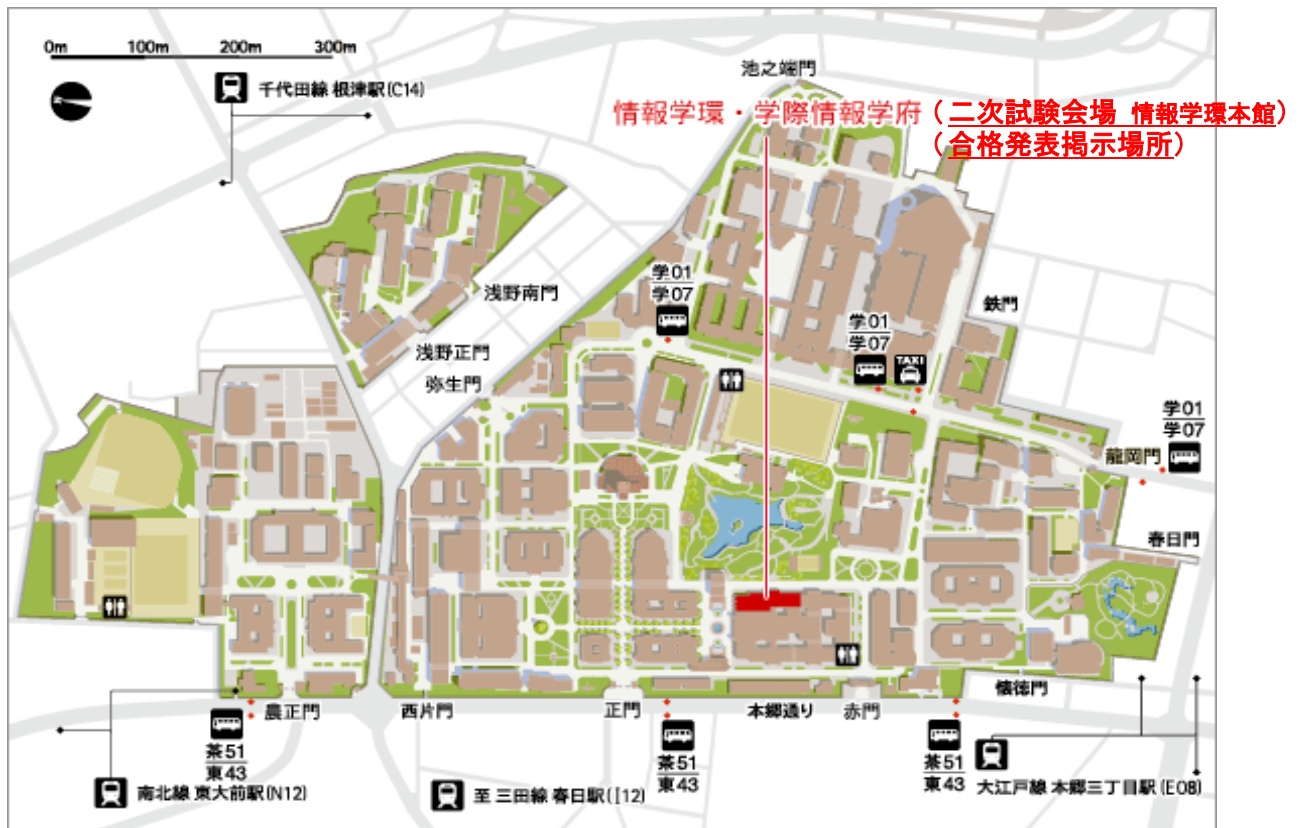 0m 100m 200m 300m
千代田線 根津駅(C14)
池之端門
情報学環・学際情報学府(二次試験会場 情報学環本館)
(合格発表掲示場所)
浅野南門
学01
学07
鉄門
学01
学07
TAXI
浅野正門
弥生門
学01
学07
龍岡門
春日門
懐徳門
農正門
西片門
正門
本郷通り
赤門
茶51
東43
茶51
東43
茶51
東43
南北線 東大前駅(N12)
至 三田線 春日駅(I12)
大江戸線 本郷三丁目駅(E08)